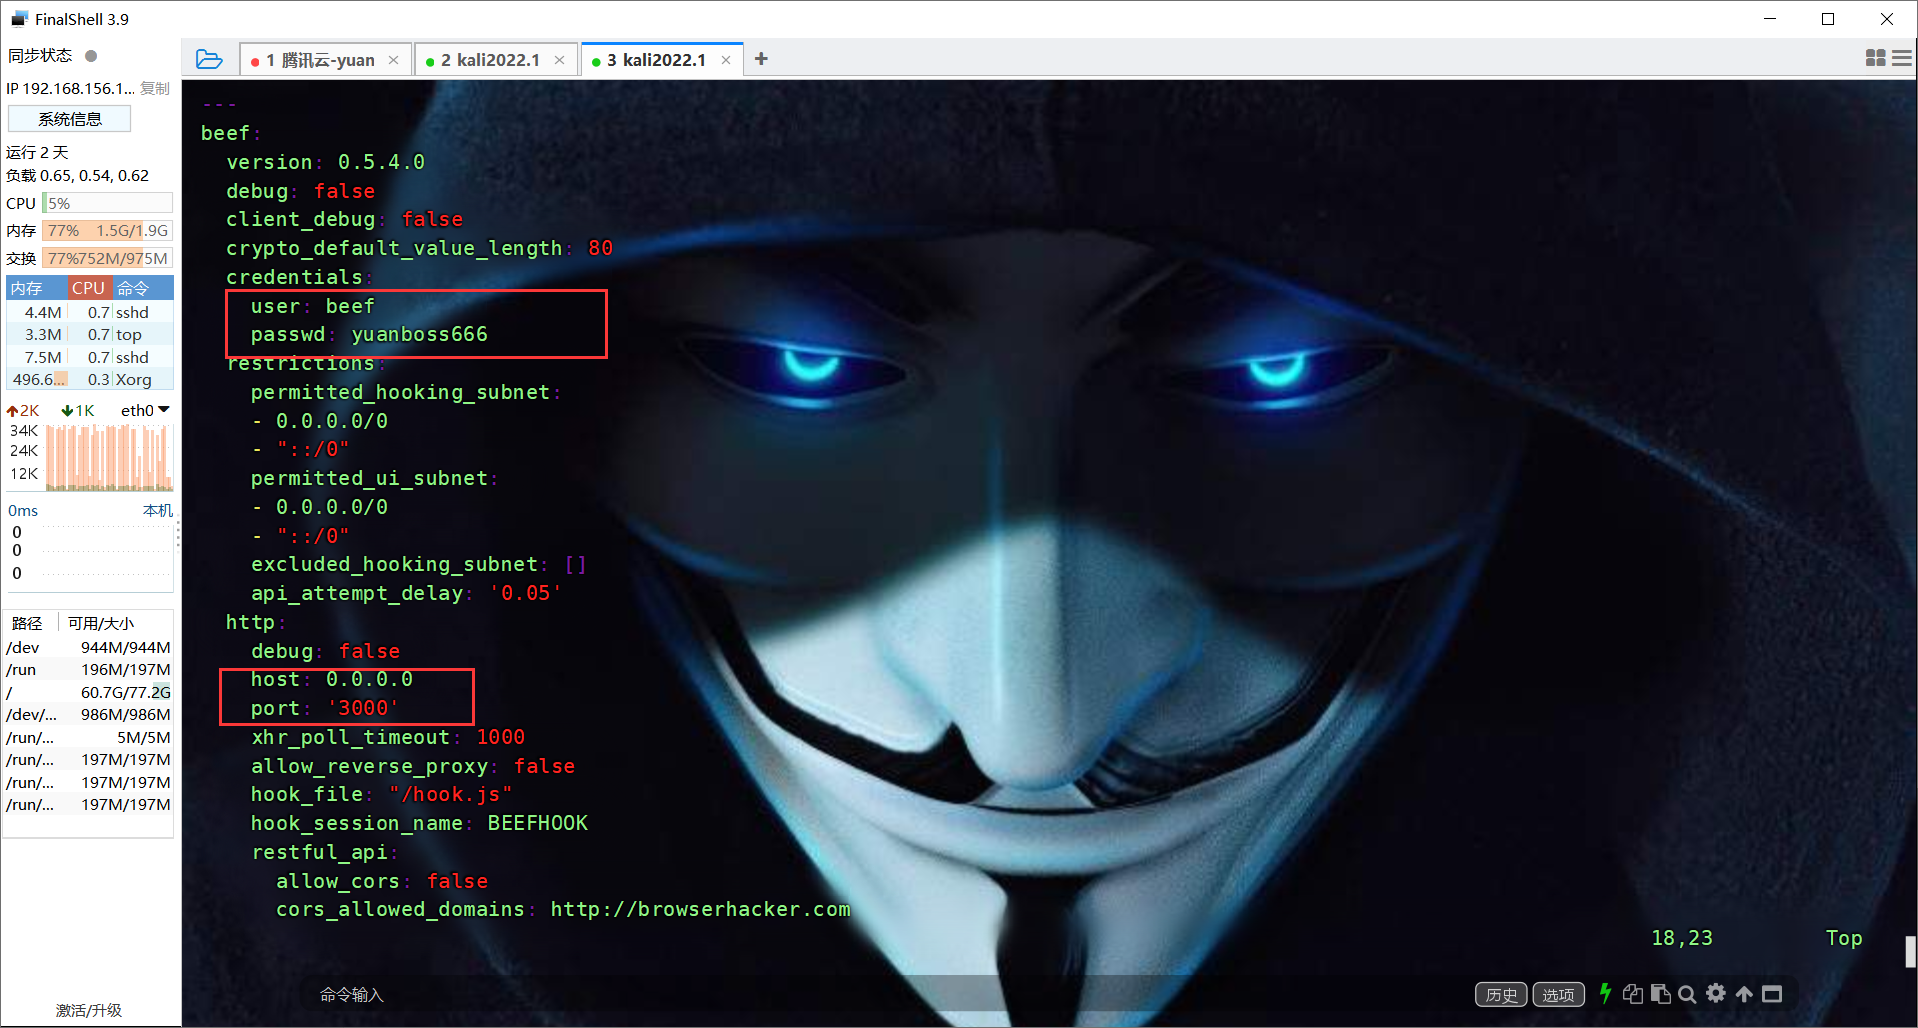 FinalShell 3.9
同步状态
IP 192.168.156.1... 复制
系统信息
运行 2 天
负载 0.65, 0.54, 0.62
CPU 5%
内存 77% 1.5G/1.9G
交换 77% 752M/975M
内存 CPU 命令
4.4M 0.7 sshd
3.3M 0.7 top
7.5M 0.7 sshd
496.6... 0.3 Xorg
2K 1K eth0
34K
24K
12K
0ms 本机
0
0
0
路径 可用/大小
/dev 944M/944M
/run 196M/197M
/ 60.7G/77.2G
/dev/... 986M/986M
/run/... 5M/5M
/run/... 197M/197M
/run/... 197M/197M
/run/... 197M/197M
激活/升级
1 腾讯云-yuan
2 kali2022.1
3 kali2022.1
---
beef:
version: 0.5.4.0
debug: false
client_debug: false
crypto_default_value_length: 80
credentials:
user: beef
passwd: yuanboss666
restrictions:
permitted_hooking_subnet:
- 0.0.0.0/0
- "::/0"
permitted_ui_subnet:
- 0.0.0.0/0
- "::/0"
excluded_hooking_subnet: []
api_attempt_delay: '0.05'
http:
debug: false
host: 0.0.0.0
port: '3000'
xhr_poll_timeout: 1000
allow_reverse_proxy: false
hook_file: "/hook.js"
hook_session_name: BEEFHOOK
restful_api:
allow_cors: false
cors_allowed_domains: http://browserhacker.com
18,23 Top
命令输入
历史 选项